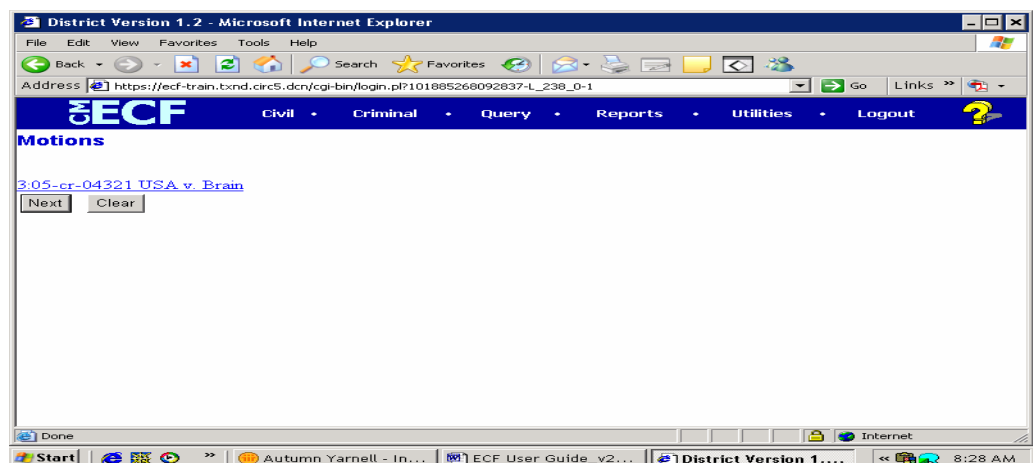 District Version 1.2 - Microsoft Internet Explorer
File Edit View Favorites Tools Help
Back Search Favorites
Address https://ecf-train.txnd.circ5.dcn/cgi-bin/login.pl?101885268092837-L_238_0-1 Go Links »
CM ECF Civil • Criminal • Query • Reports • Utilities • Logout ?
Motions
3:05-cr-04321 USA v. Brain
Next Clear
Done Internet
Start » Autumn Yarnell - In... ECF User Guide_v2... District Version 1.... « 8:28 AM